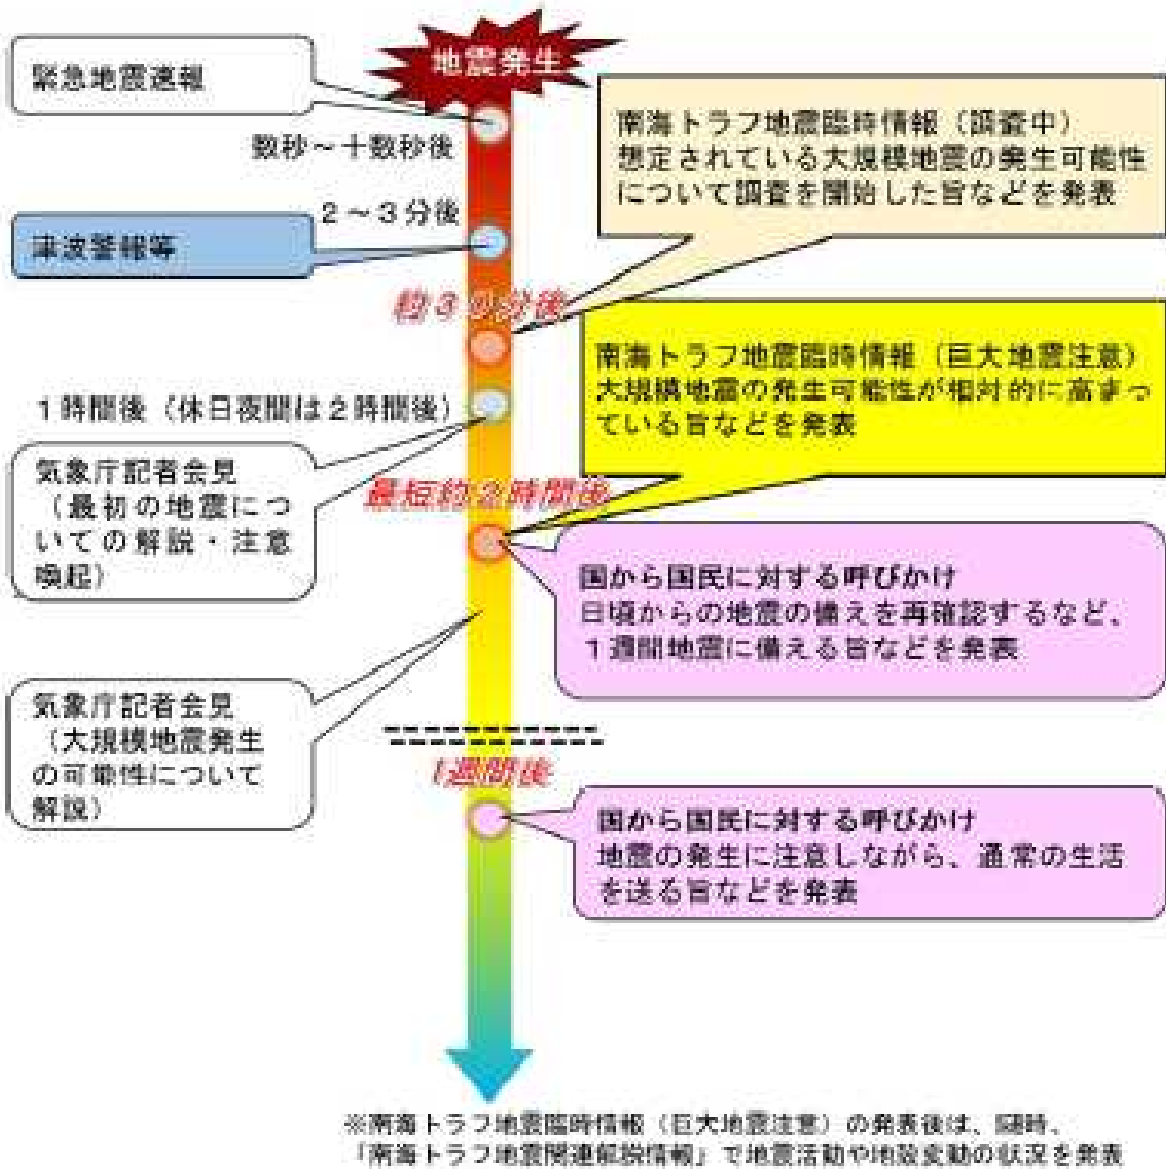 地震発生
緊急地震速報
数秒～十数秒後
南海トラフ地震臨時情報（調査中）
想定されている大規模地震の発生可能性
について調査を開始した旨などを発表
２～３分後
津波警報等
約３０分後
南海トラフ地震臨時情報（巨大地震注意）
大規模地震の発生可能性が相対的に高まっ
ている旨などを発表
１時間後（休日夜間は２時間後）
気象庁記者会見
（最初の地震につ
いての解説・注意
喚起）
最短約２時間後
国から国民に対する呼びかけ
日頃からの地震の備えを再確認するなど、
１週間地震に備える旨などを発表
気象庁記者会見
（大規模地震発生
の可能性について
解説）
1週間後
国から国民に対する呼びかけ
地震の発生に注意しながら、通常の生活
を送る旨などを発表
※南海トラフ地震臨時情報（巨大地震注意）の発表後は、随時、
「南海トラフ地震関連解説情報」で地震活動や地殻変動の状況を発表